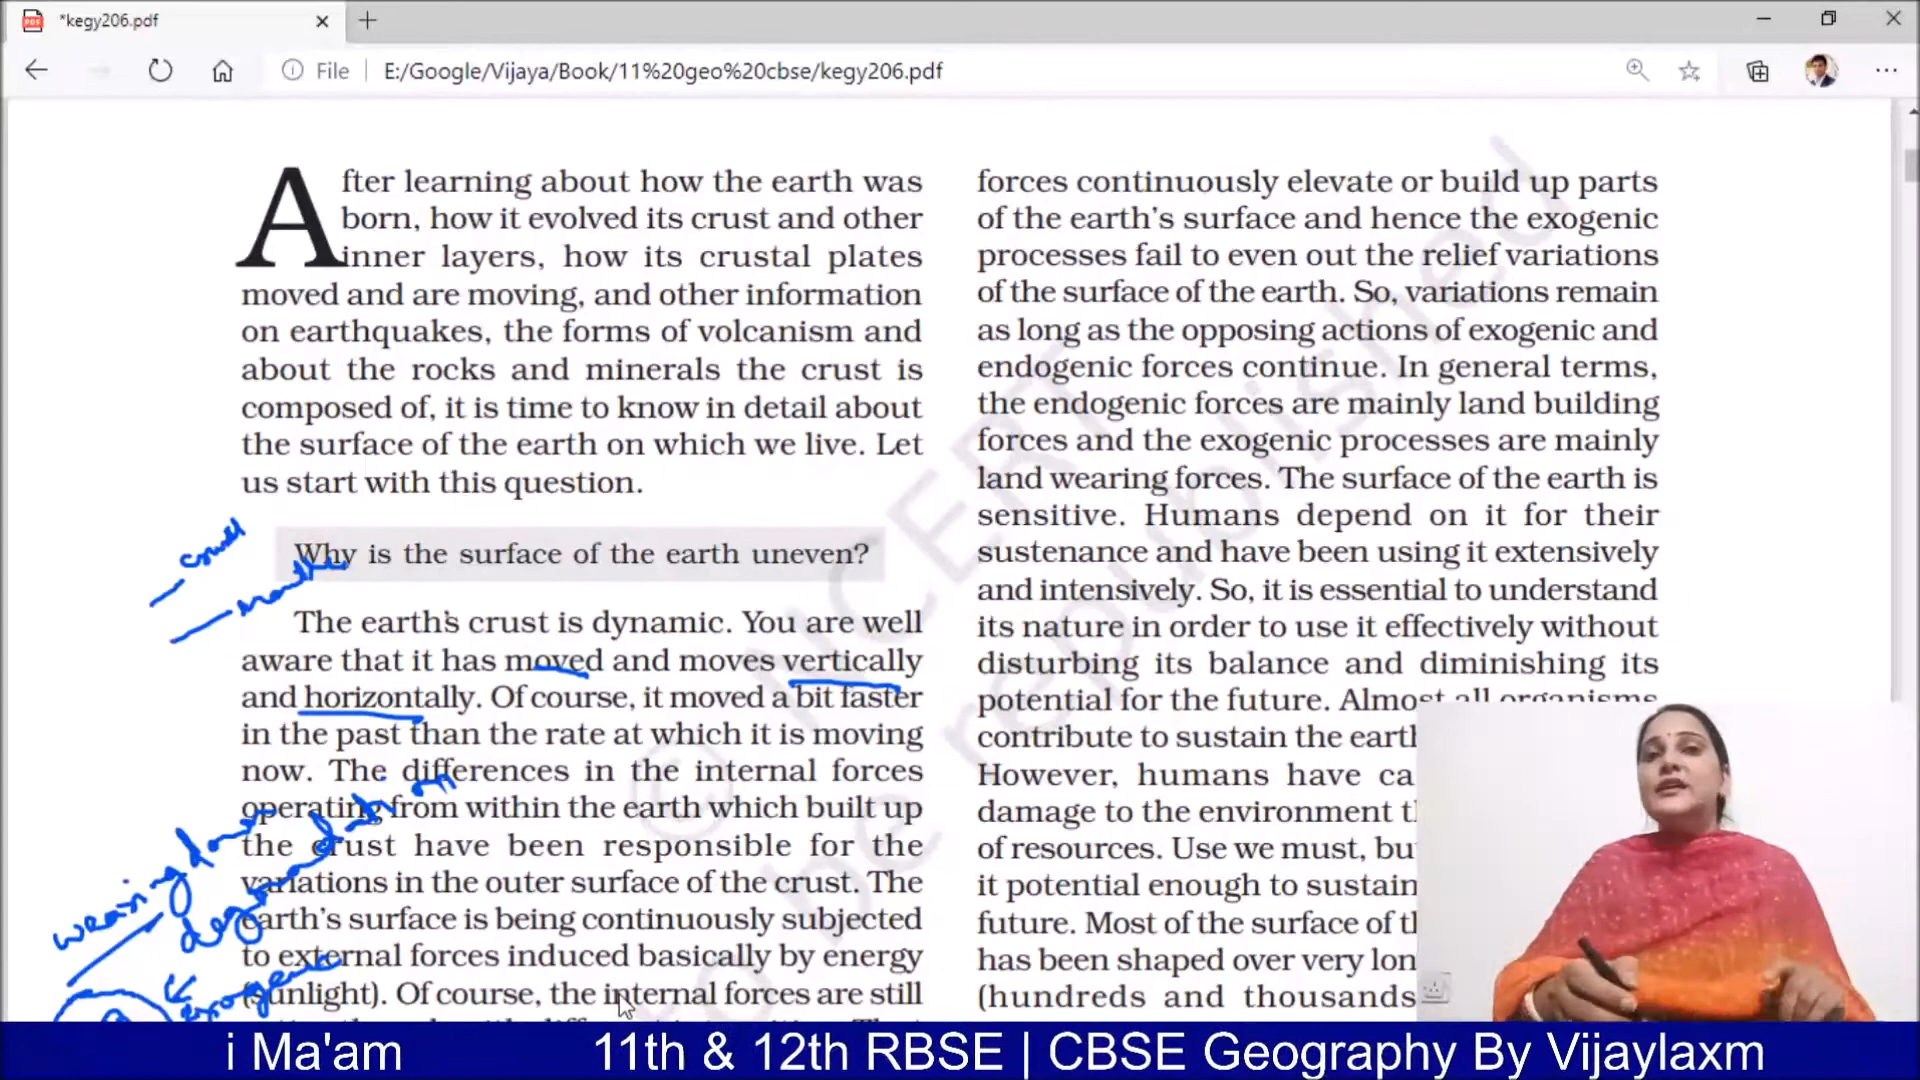 *kegy206.pdf
File
E:/Google/Vijaya/Book/11%20geo%20cbse/kegy206.pdf
After learning about how the earth was
born, how it evolved its crust and other
inner layers, how its crustal plates
moved and are moving, and other information
on earthquakes, the forms of volcanism and
about the rocks and minerals the crust is
composed of, it is time to know in detail about
the surface of the earth on which we live. Let
us start with this question.
crust
mantle
Why is the surface of the earth uneven?
The earth's crust is dynamic. You are well
aware that it has moved and moves vertically
and horizontally. Of course, it moved a bit faster
in the past than the rate at which it is moving
now. The differences in the internal forces
operating from within the earth which built up
the crust have been responsible for the
variations in the outer surface of the crust. The
earth's surface is being continuously subjected
to external forces induced basically by energy
(sunlight). Of course, the internal forces are still
wearing down
degradation
exogenic
forces continuously elevate or build up parts
of the earth's surface and hence the exogenic
processes fail to even out the relief variations
of the surface of the earth. So, variations remain
as long as the opposing actions of exogenic and
endogenic forces continue. In general terms,
the endogenic forces are mainly land building
forces and the exogenic processes are mainly
land wearing forces. The surface of the earth is
sensitive. Humans depend on it for their
sustenance and have been using it extensively
and intensively. So, it is essential to understand
its nature in order to use it effectively without
disturbing its balance and diminishing its
potential for the future. Almost all organisms
contribute to sustain the eart
However, humans have ca
damage to the environment t
of resources. Use we must, bu
it potential enough to sustain
future. Most of the surface of t
has been shaped over very lon
(hundreds and thousands
© NCERT
be republished
i Ma'am
11th & 12th RBSE | CBSE Geography By Vijaylaxm